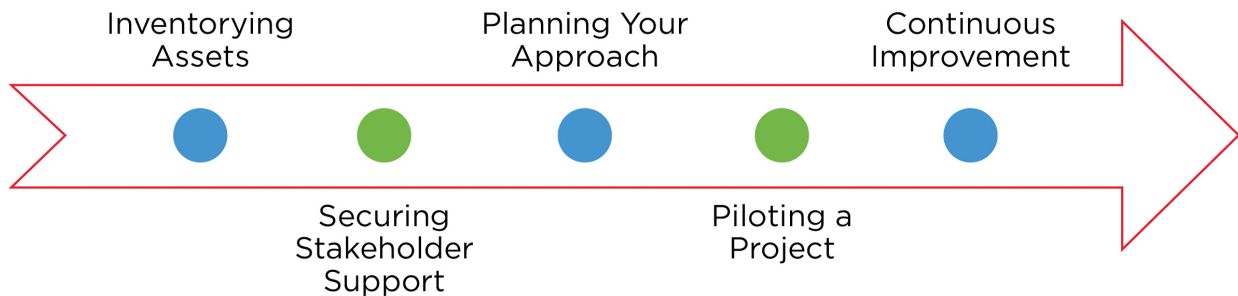 Inventorying
Assets
Securing
Stakeholder
Support
Planning Your
Approach
Piloting a
Project
Continuous
Improvement